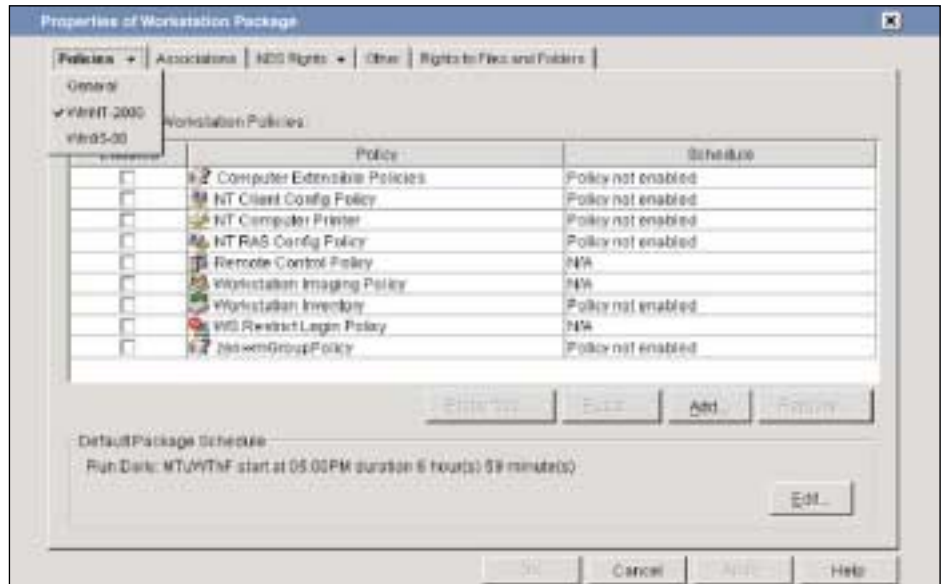 Properties of Workstation Package
Policies Associations NDS Rights Other Rights to Files and Folders
General
WinNT-2000
Workstation Policies:
Policy Schedule
Computer Extensible Policies Policy not enabled
NT Client Config Policy Policy not enabled
NT Computer Printer Policy not enabled
NT RAS Config Policy Policy not enabled
Remote Control Policy N/A
Workstation Imaging Policy N/A
Workstation Inventory Policy not enabled
WS Restrict Login Policy N/A
zenwmGroupPolicy Policy not enabled
Add...
Default Package Schedule
Run Daily: MTuWThF start at 05:00PM duration 6 hour(s) 59 minute(s)
Edit...
Cancel Help